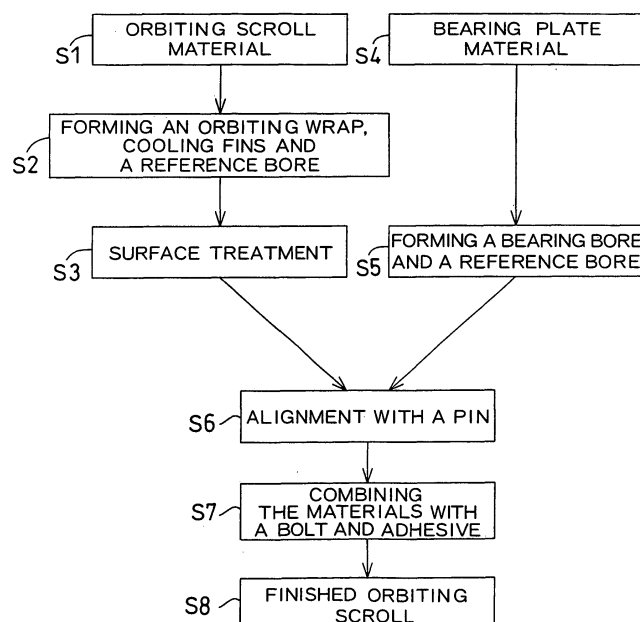 S1
ORBITING SCROLL
MATERIAL
S4
BEARING PLATE
MATERIAL
S2
FORMING AN ORBITING WRAP,
COOLING FINS AND
A REFERENCE BORE
S3
SURFACE TREATMENT
S5
FORMING A BEARING BORE
AND A REFERENCE BORE
S6
ALIGNMENT WITH A PIN
S7
COMBINING
THE MATERIALS WITH
A BOLT AND ADHESIVE
S8
FINISHED ORBITING
SCROLL